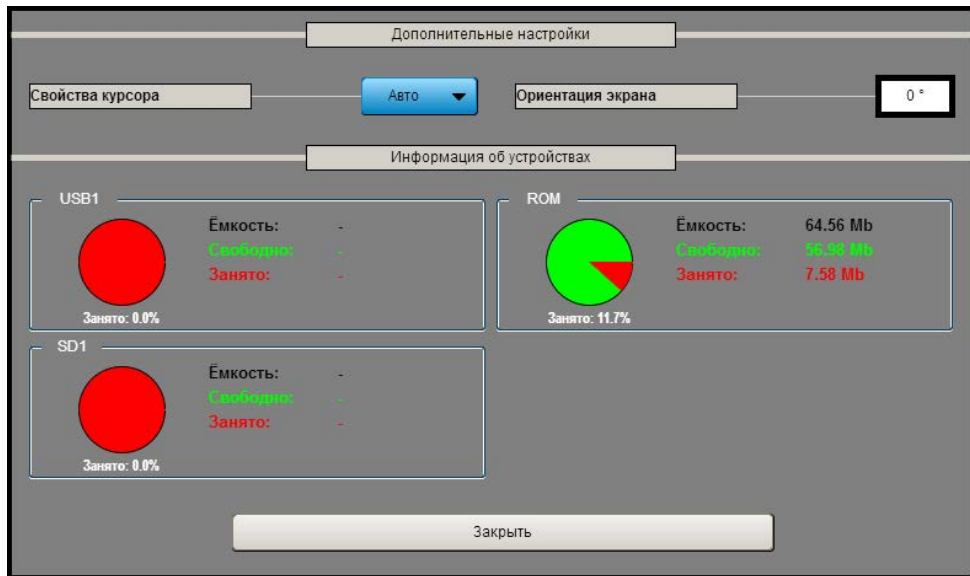 Дополнительные настройки
Свойства курсора
Авто
Ориентация экрана
0 °
Информация об устройствах
USB1
Ёмкость: -
Свободно: -
Занято: -
Занято: 0.0%
ROM
Ёмкость: 64.56 Mb
Свободно: 56.98 Mb
Занято: 7.58 Mb
Занято: 11.7%
SD1
Ёмкость: -
Свободно: -
Занято: -
Занято: 0.0%
Закрыть